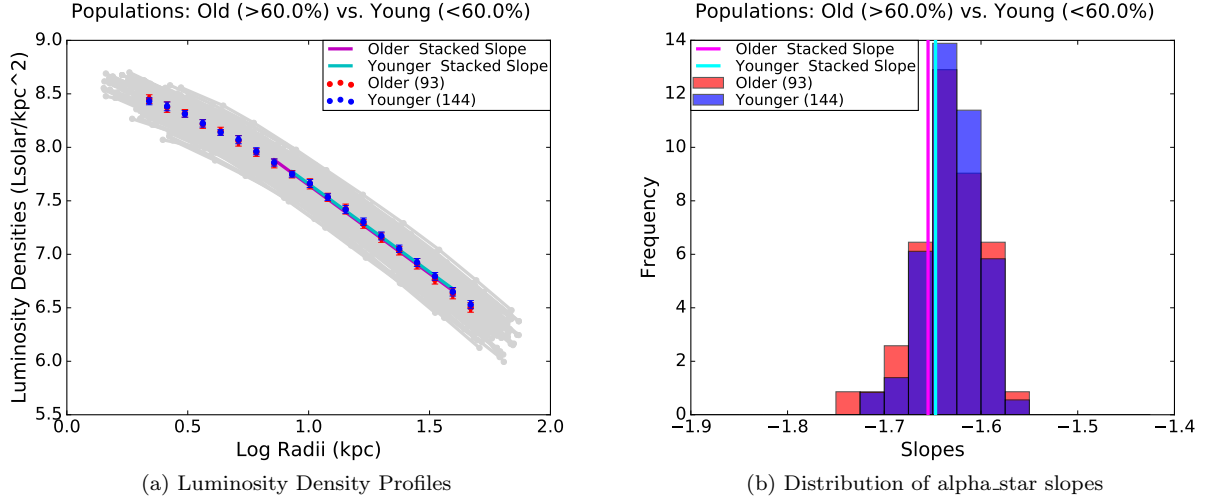 Populations: Old (>60.0%) vs. Young (<60.0%)
9.0
8.5
8.0
7.5
7.0
6.5
6.0
5.5
Luminosity Densities (Lsolar/kpc^2)
Older Stacked Slope
Younger Stacked Slope
Older (93)
Younger (144)
0.0 0.5 1.0 1.5 2.0
Log Radii (kpc)
(a) Luminosity Density Profiles
Populations: Old (>60.0%) vs. Young (<60.0%)
14
12
10
8
6
4
2
0
Frequency
Older Stacked Slope
Younger Stacked Slope
Older (93)
Younger (144)
−1.9 −1.8 −1.7 −1.6 −1.5 −1.4
Slopes
(b) Distribution of alpha_star slopes